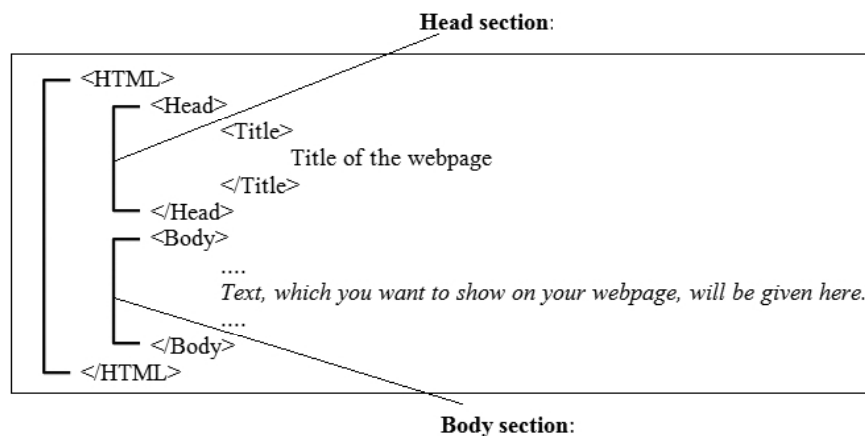 Head section:
<HTML>
<Head>
<Title>
Title of the webpage
</Title>
</Head>
<Body>
....
Text, which you want to show on your webpage, will be given here.
....
</Body>
</HTML>
Body section: